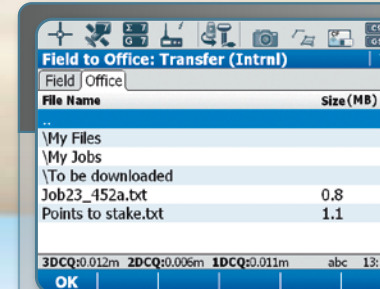 Σ 7
G 7
Field to Office: Transfer (Intrnl)
Field Office
File Name Size(MB)
..
\My Files
\My Jobs
\To be downloaded
Job23_452a.txt 0.8
Points to stake.txt 1.1
3DCQ:0.012m 2DCQ:0.006m 1DCQ:0.011m abc 13:
OK